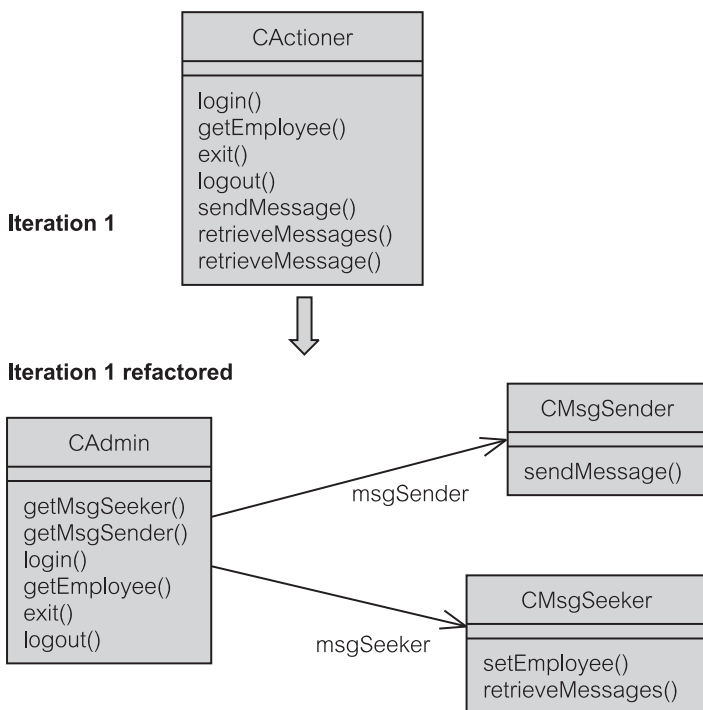 CActioner
login()
getEmployee()
exit()
logout()
sendMessage()
retrieveMessages()
retrieveMessage()
Iteration 1
Iteration 1 refactored
CAdmin
getMsgSeeker()
getMsgSender()
login()
getEmployee()
exit()
logout()
msgSender
CMsgSender
sendMessage()
msgSeeker
CMsgSeeker
setEmployee()
retrieveMessages()